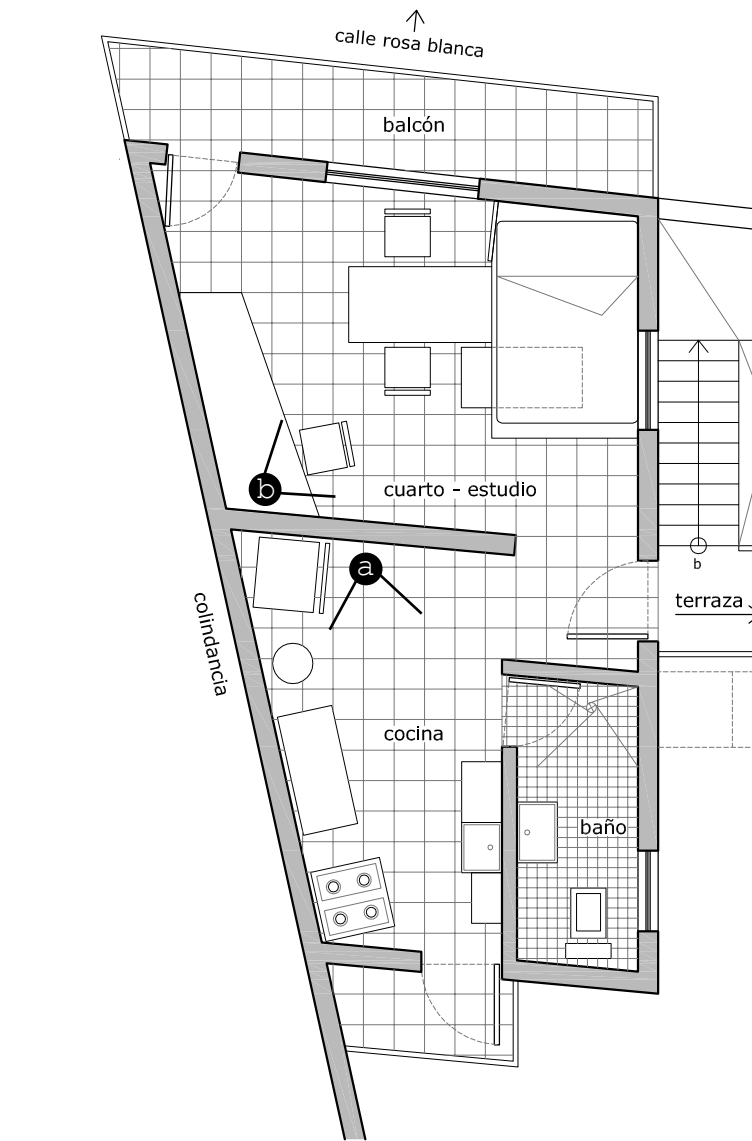 calle rosa blanca
balcón
b
cuarto - estudio
a
b
terraza
colindancia
cocina
baño